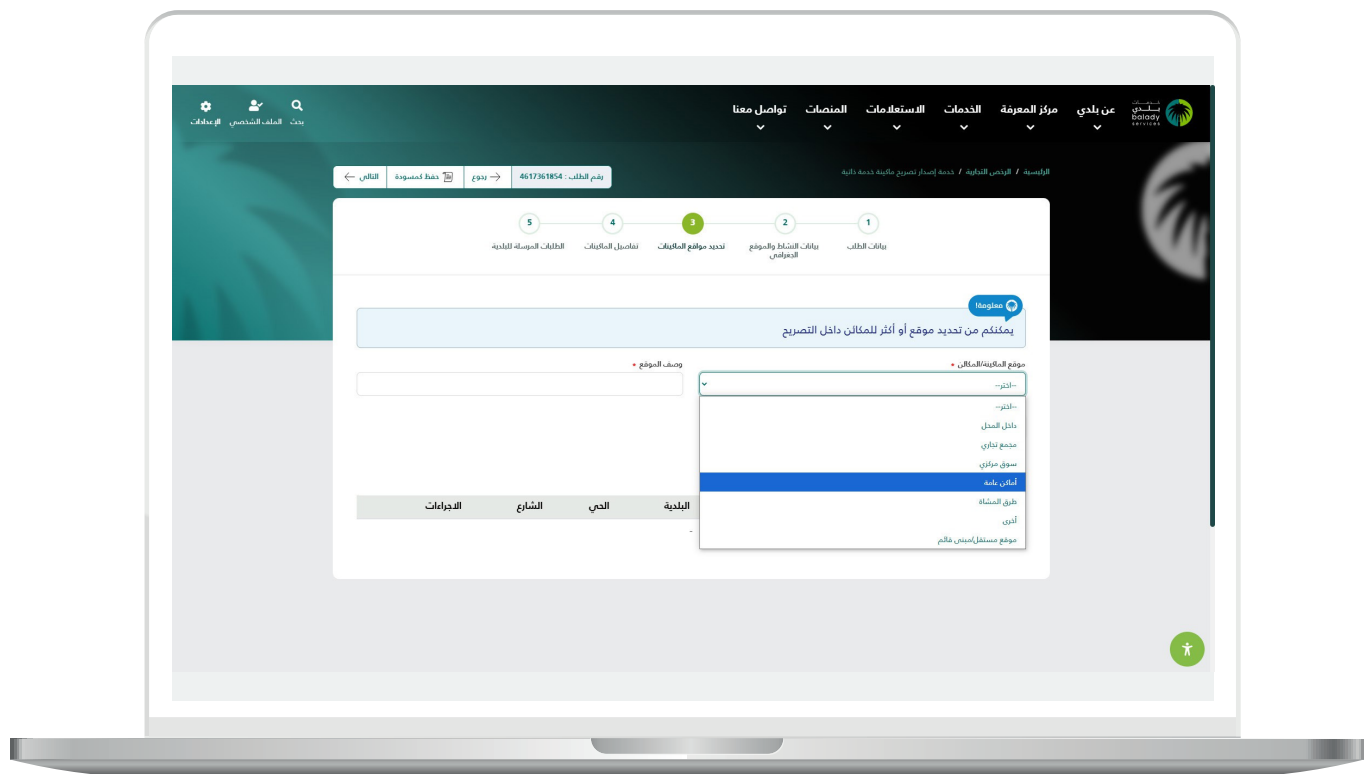 خدمات
بلدي
balady
services
عن بلدي
مركز المعرفة
الخدمات
الاستعلامات
المنصات
تواصل معنا
بحث
الملف الشخصي
الإعدادات
الرئيسية / الرخص التجارية / خدمة إصدار تصريح ماكينة خدمة ذاتية
رقم الطلب : 4617361854
رجوع
حفظ كمسودة
التالي
1
2
3
4
5
بيانات الطلب
بيانات النشاط والموقع
الجغرافي
تحديد مواقع الماكينات
تفاصيل الماكينات
الطلبات المرسلة للبلدية
معلومة!
يمكنكم من تحديد موقع أو أكثر للمكائن داخل التصريح
موقع الماكينة/المكائن *
وصف الموقع *
--اختر--
--اختر--
داخل المحل
مجمع تجاري
سوق مركزي
أماكن عامة
طرق المشاة
أخرى
موقع مستقل/مبنى قائم
البلدية
الحي
الشارع
الاجراءات
-